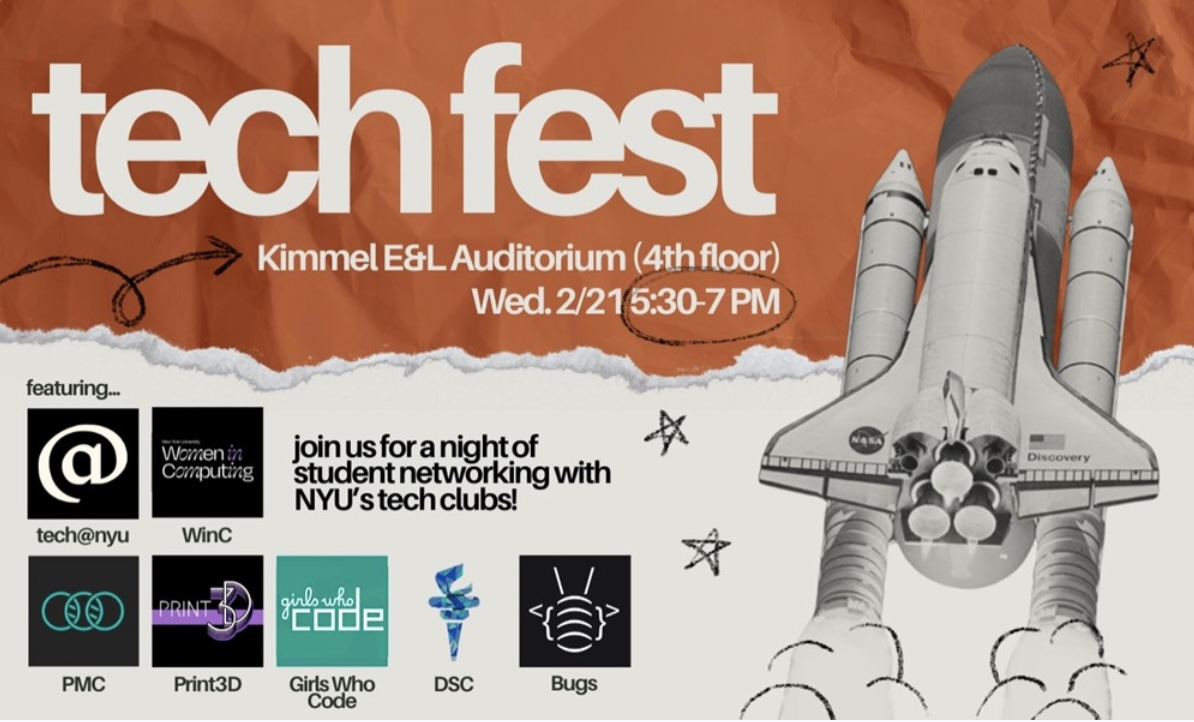 tech fest
Kimmel E&L Auditorium (4th floor)
Wed. 2/21 5:30-7 PM
featuring...
@
New York University
Women in
Computing
tech@nyu
WinC
join us for a night of
student networking with
NYU's tech clubs!
PRINT 3D
girls who
code
PMC
Print3D
Girls Who
Code
DSC
Bugs
NASA
Discovery